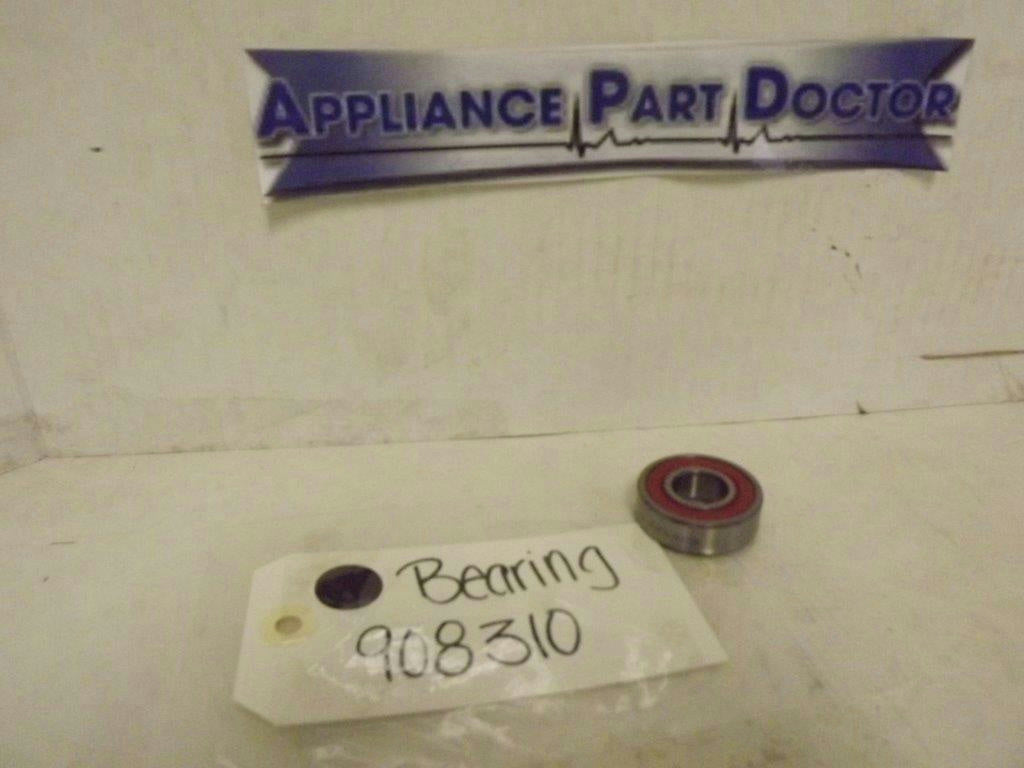 APPLIANCE PART DOCTOR
Bearing
908310